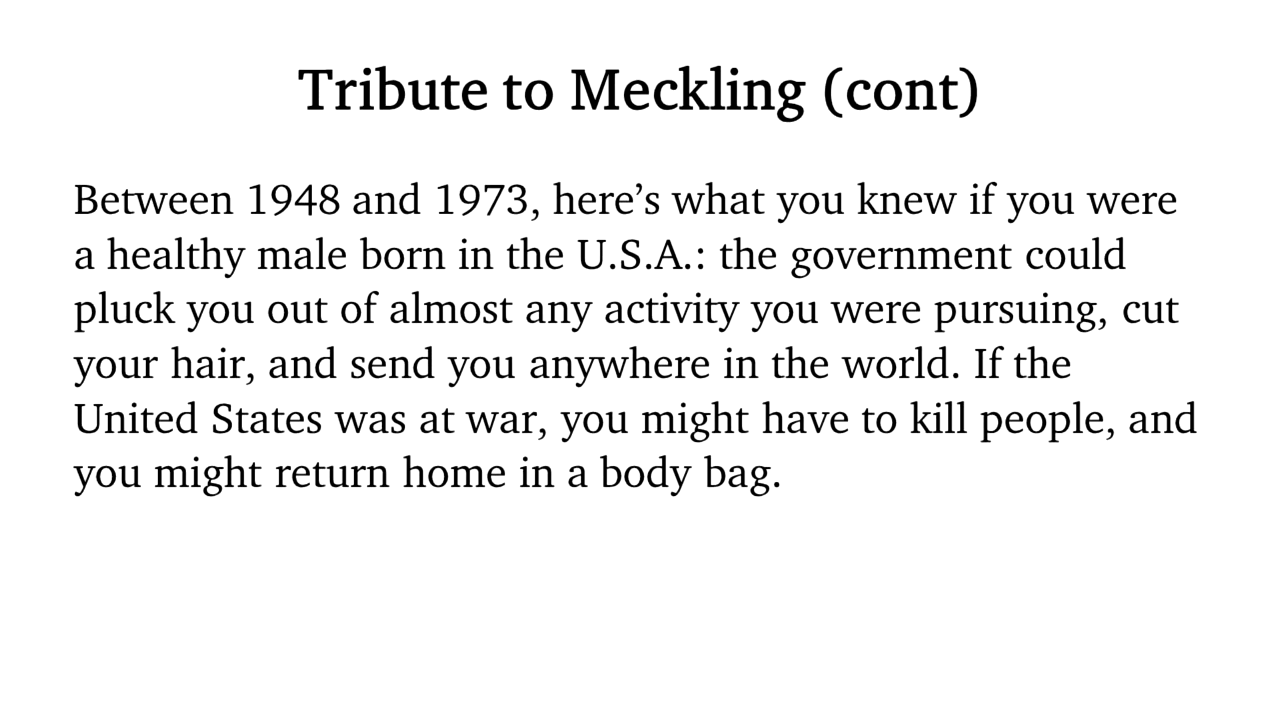 Tribute to Meckling (cont)
Between 1948 and 1973, here’s what you knew if you were
a healthy male born in the U.S.A.: the government could
pluck you out of almost any activity you were pursuing, cut
your hair, and send you anywhere in the world. If the
United States was at war, you might have to kill people, and
you might return home in a body bag.